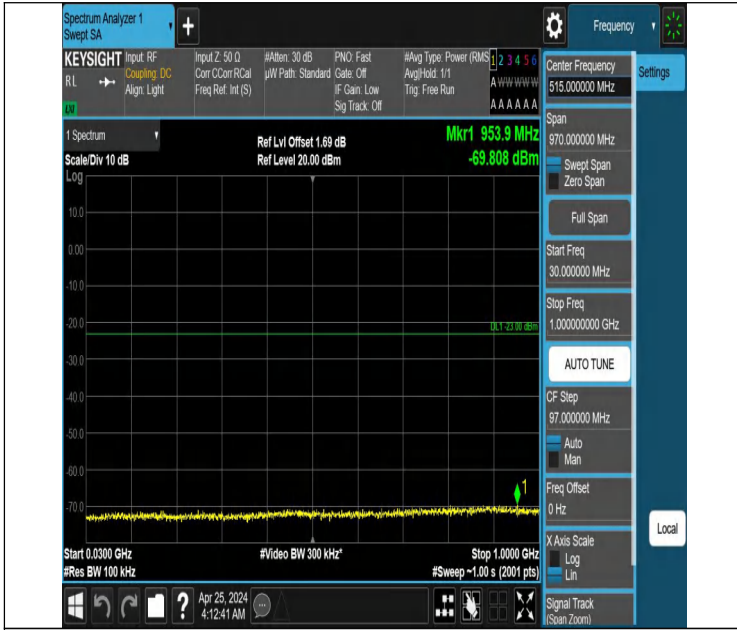 Spectrum Analyzer 1
Swept SA
+
Frequency
KEYSIGHT
RL
Input: RF
Coupling: DC
Align: Light
Input Z: 50 Ω
Corr CCorr RCal
Freq Ref: Int (S)
#Atten: 30 dB
µW Path: Standard
PNO: Fast
Gate: Off
IF Gain: Low
Sig Track: Off
#Avg Type: Power (RMS
Avg|Hold: 1/1
Trig: Free Run
1 2 3 4 5 6
A W W W W W
A A A A A A
1 Spectrum
Scale/Div 10 dB
Log
Ref Lvl Offset 1.69 dB
Ref Level 20.00 dBm
Mkr1 953.9 MHz
-69.808 dBm
10.0
0.00
-10.0
-20.0
DL1 -23.00 dBm
-30.0
-40.0
-50.0
-60.0
1
-70.0
Start 0.0300 GHz
#Res BW 100 kHz
#Video BW 300 kHz*
Stop 1.0000 GHz
#Sweep ~1.00 s (2001 pts)
?
Apr 25, 2024
4:12:41 AM
Center Frequency
515.000000 MHz
Settings
Span
970.000000 MHz
Swept Span
Zero Span
Full Span
Start Freq
30.000000 MHz
Stop Freq
1.000000000 GHz
AUTO TUNE
CF Step
97.000000 MHz
Auto
Man
Freq Offset
0 Hz
Local
X Axis Scale
Log
Lin
Signal Track
(Span Zoom)